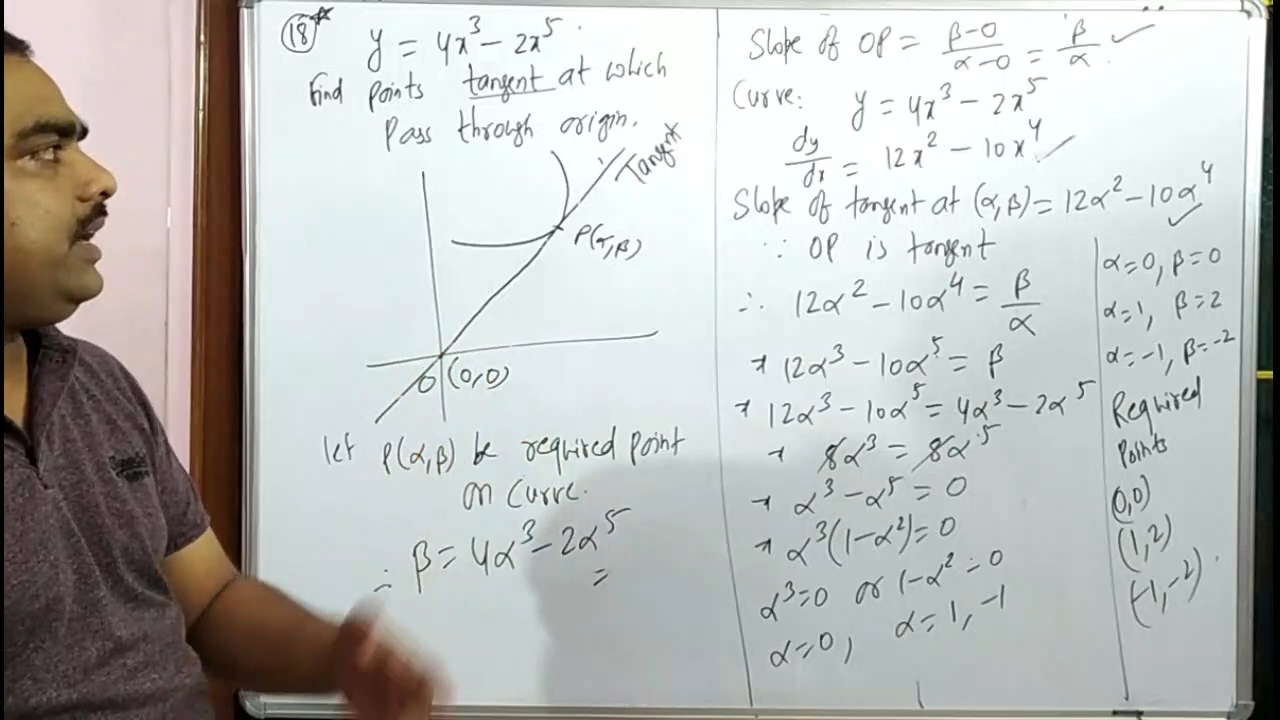 18*
y = 4x³ - 2x⁵.
Find points tangent at which
Pass through origin.
Tangent
P(α,β)
O (0,0)
let P(α,β) be required point
on curve.
∴ β = 4α³ - 2α⁵
=
Slope of OP = β-0/α-0 = β/α. ✓
Curve: y = 4x³ - 2x⁵
dy/dx = 12x² - 10x⁴ ✓
Slope of tangent at (α,β) = 12α² - 10α⁴ ✓
∵ OP is tangent
∴ 12α² - 10α⁴ = β/α
⇒ 12α³ - 10α⁵ = β
⇒ 12α³ - 10α⁵ = 4α³ - 2α⁵
⇒ 8α³ = 8α⁵
⇒ α³ - α⁵ = 0
⇒ α³(1-α²) = 0
α³=0 or 1-α²=0
α=0, α=1,-1
α=0, β=0
α=1, β=2
α=-1, β=-2
Required
Points
(0,0)
(1,2)
(-1,-2).